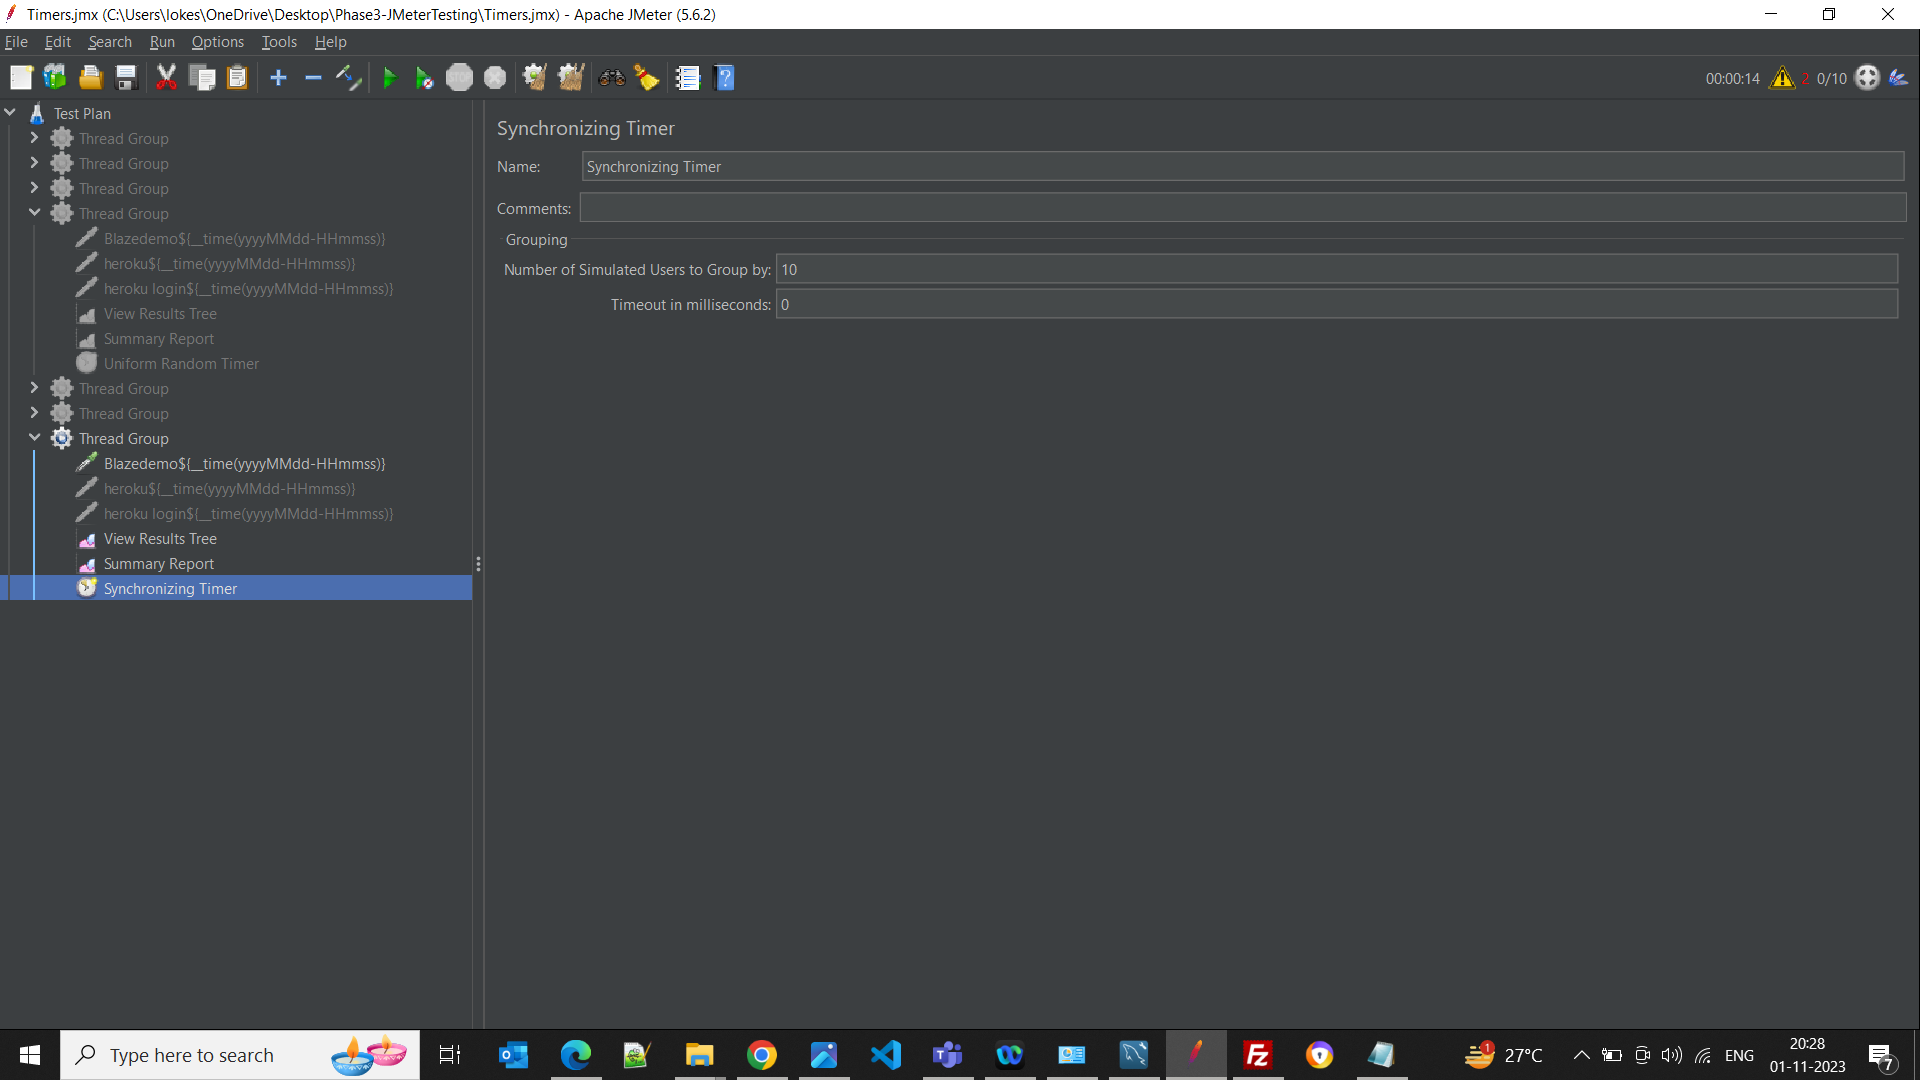 Timers.jmx (C:\Users\lokes\OneDrive\Desktop\Phase3-JMeterTesting\Timers.jmx) - Apache JMeter (5.6.2)
File Edit Search Run Options Tools Help
STOP
00:00:14 2 0/10
Test Plan
Thread Group
Thread Group
Thread Group
Thread Group
Blazedemo${__time(yyyyMMdd-HHmmss)}
heroku${__time(yyyyMMdd-HHmmss)}
heroku login${__time(yyyyMMdd-HHmmss)}
View Results Tree
Summary Report
Uniform Random Timer
Thread Group
Thread Group
Thread Group
Blazedemo${__time(yyyyMMdd-HHmmss)}
heroku${__time(yyyyMMdd-HHmmss)}
heroku login${__time(yyyyMMdd-HHmmss)}
View Results Tree
Summary Report
Synchronizing Timer
Synchronizing Timer
Name: Synchronizing Timer
Comments:
Grouping
Number of Simulated Users to Group by: 10
Timeout in milliseconds: 0
Type here to search
1
27°C
ENG
20:28
01-11-2023
7